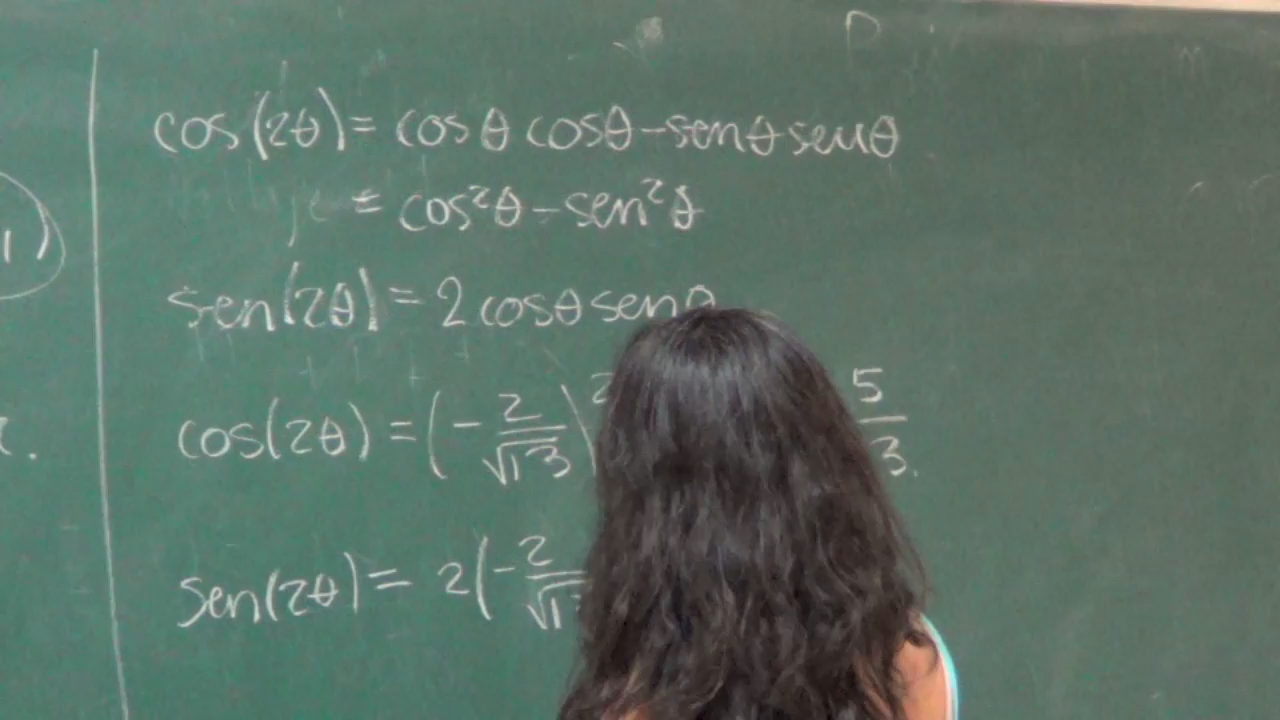 cos(2θ) = cosθ cosθ - senθ senθ
= cos²θ - sen²θ
sen(2θ) = 2 cosθ senθ
cos(2θ) = (- 2/√13)² 5/3.
sen(2θ) = 2(- 2/√1
1)